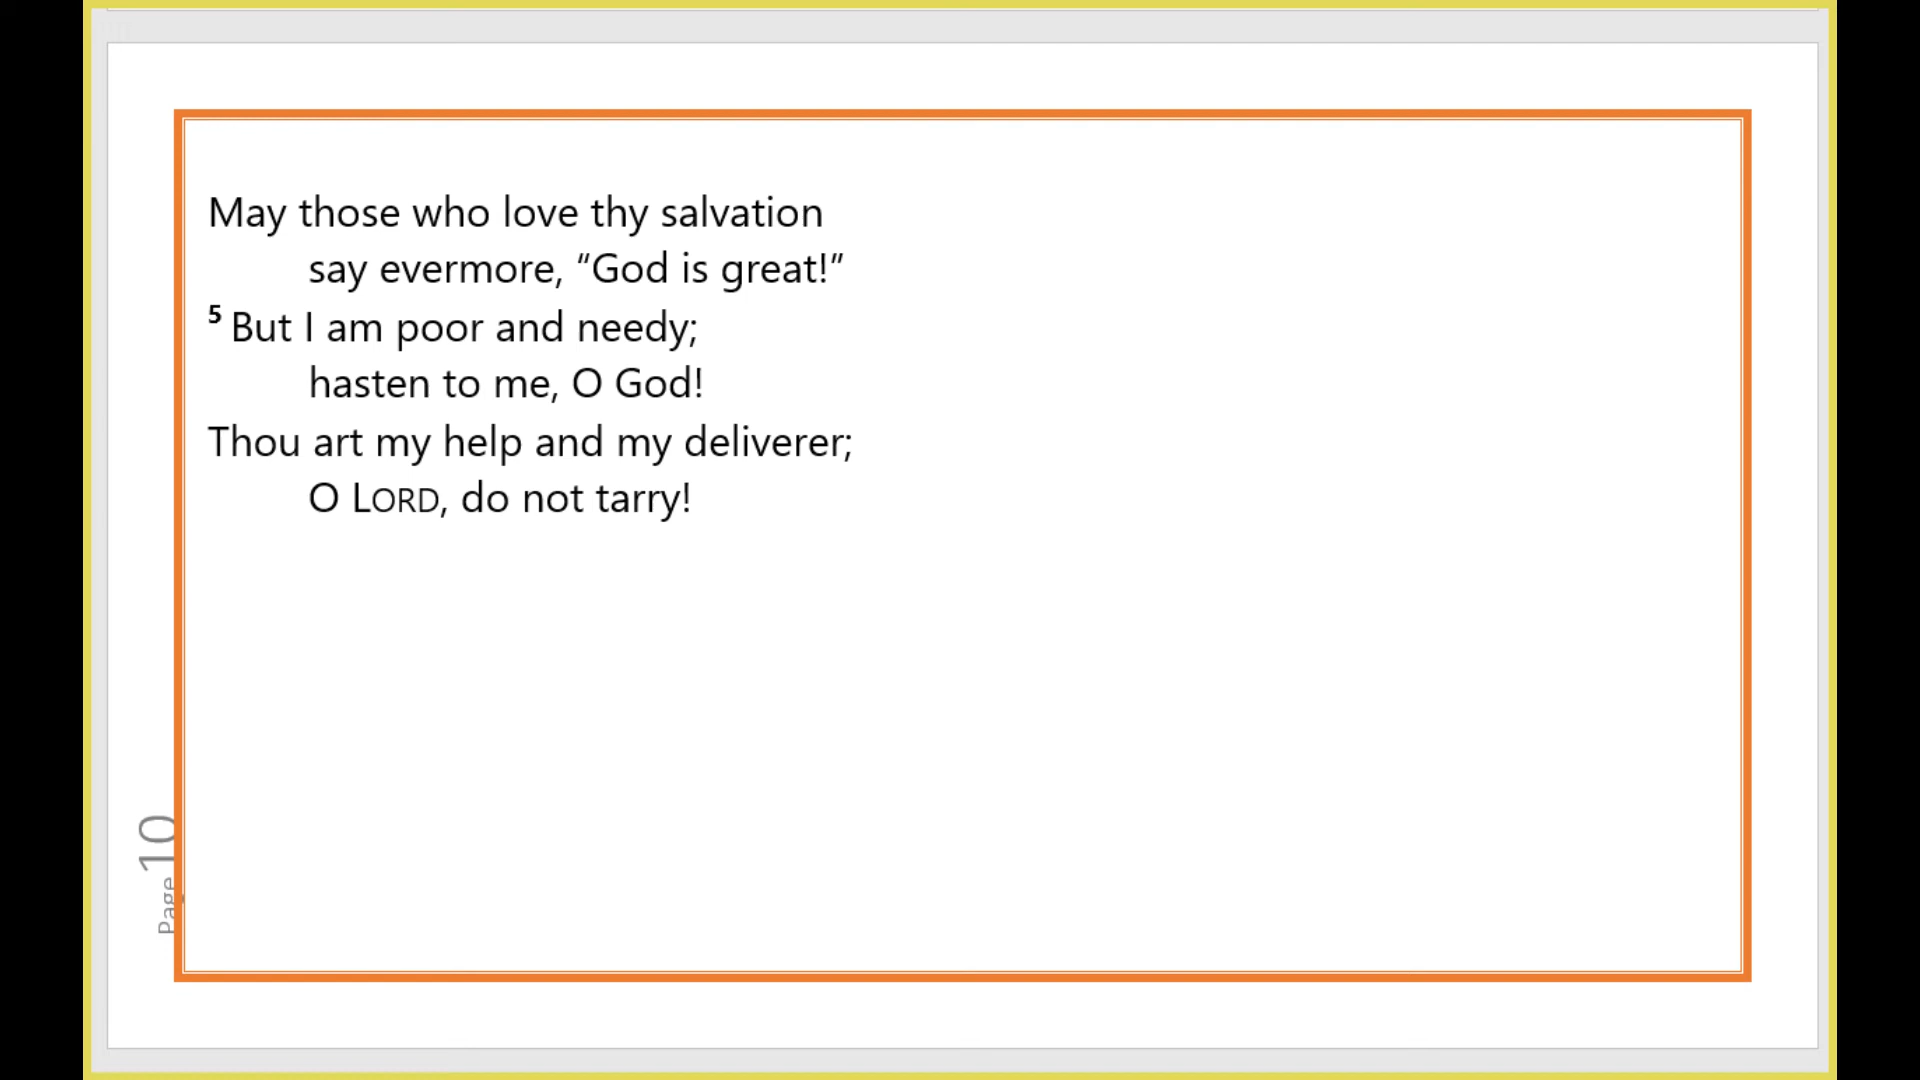 May those who love thy salvation
say evermore, “God is great!”
5 But I am poor and needy;
hasten to me, O God!
Thou art my help and my deliverer;
O LORD, do not tarry!
Page 10